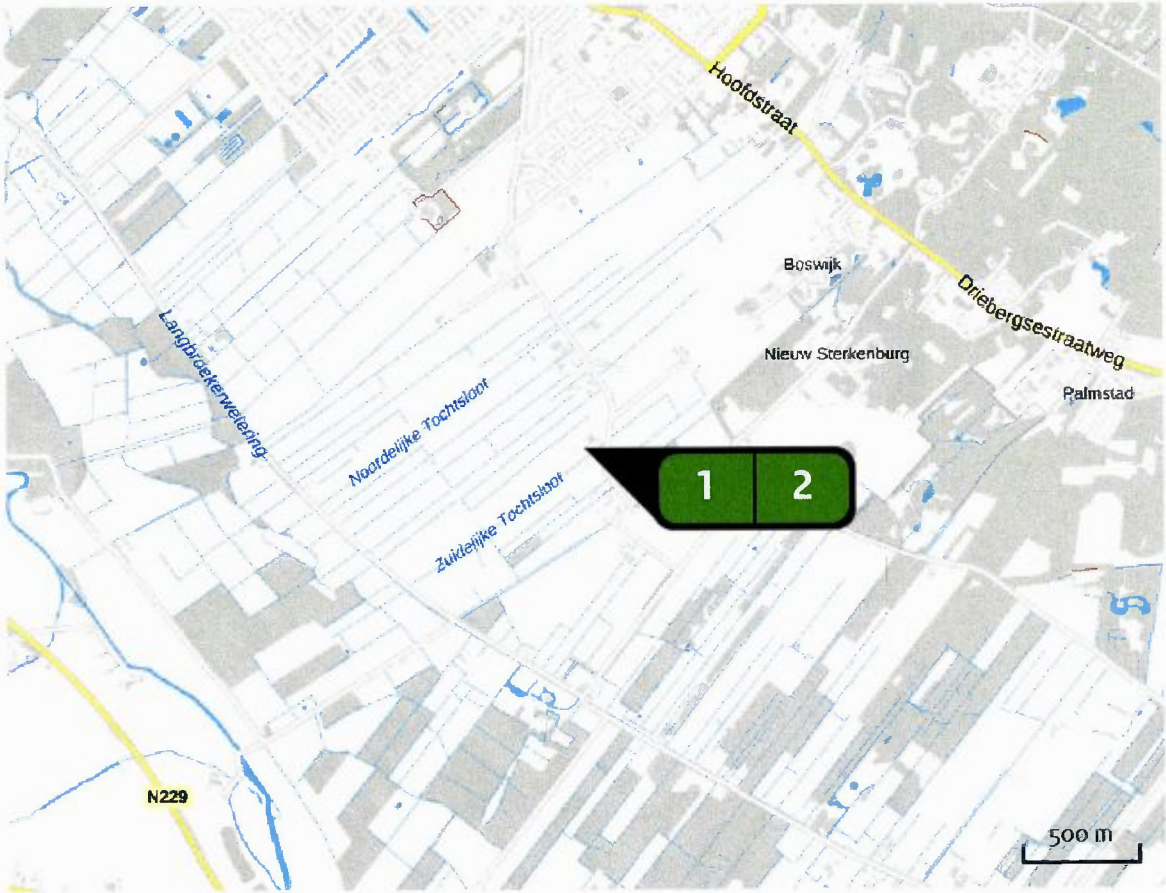 Hoofdstraat
Boswijk
Driebergsestraatweg
Nieuw Sterkenburg
Palmstad
Langbroekerwetering
Noordelijke Tochtsloot
Zuidelijke Tochtsloot
1 2
N229
500 m